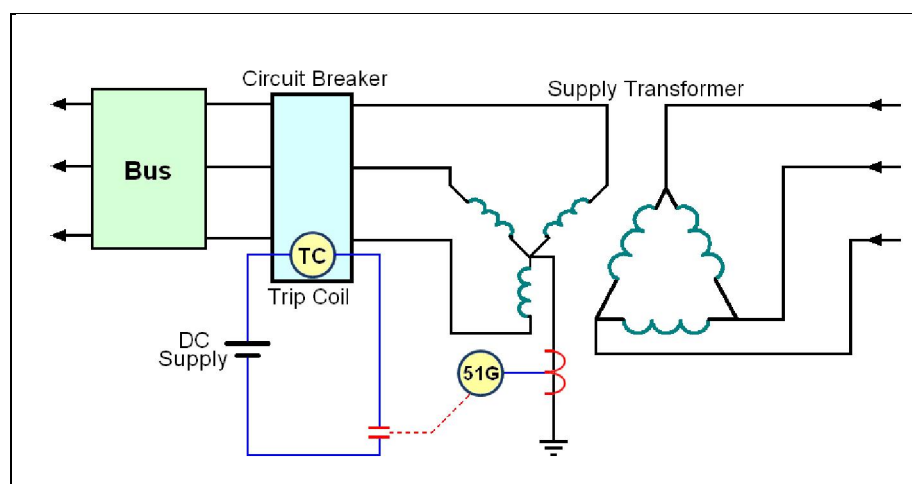 Circuit Breaker
Supply Transformer
Bus
TC
Trip Coil
DC
Supply
51G